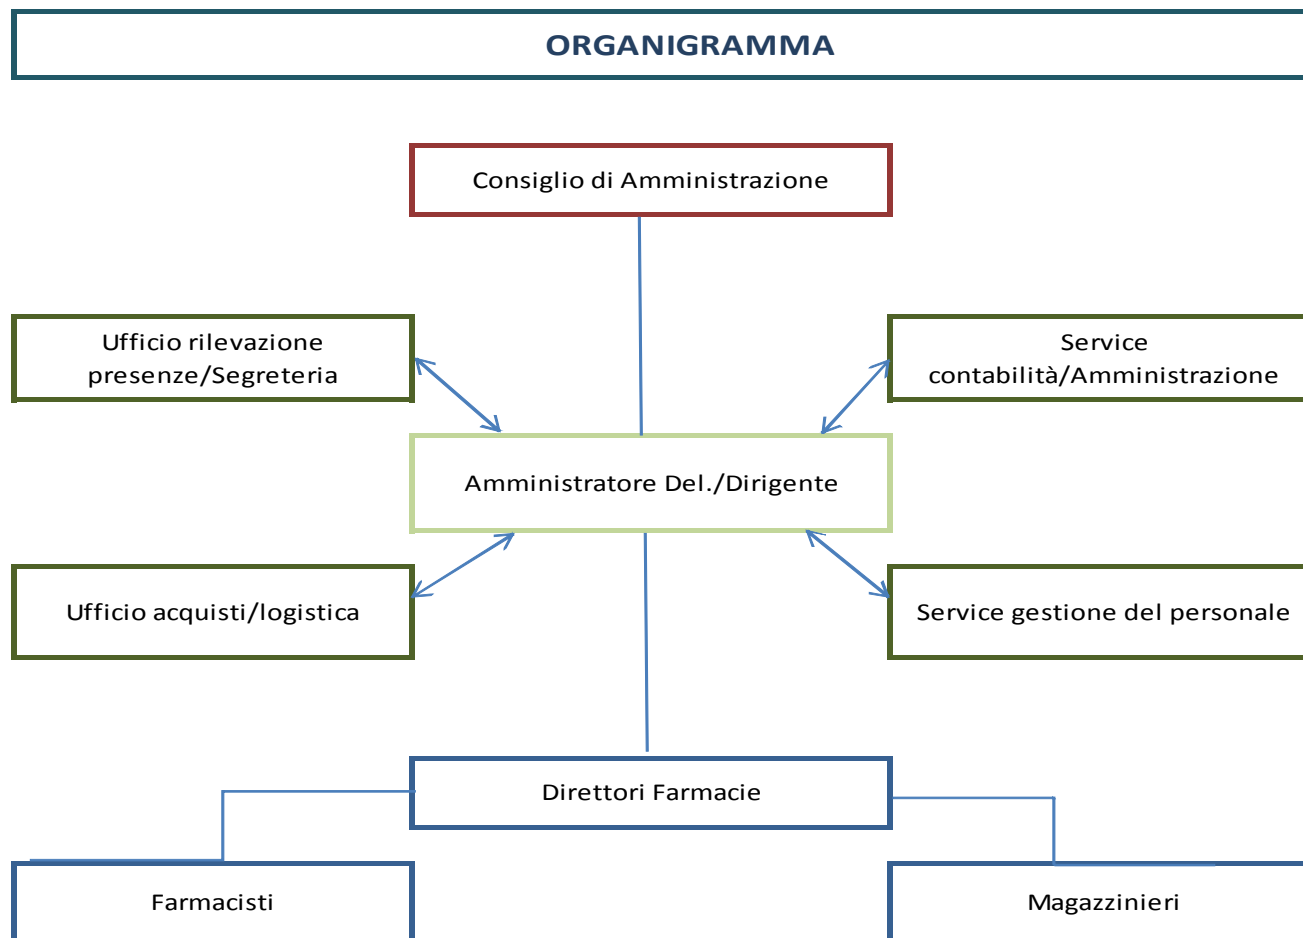 ORGANIGRAMMA
Consiglio di Amministrazione
Ufficio rilevazione
presenze/Segreteria
Service
contabilità/Amministrazione
Amministratore Del./Dirigente
Ufficio acquisti/logistica
Service gestione del personale
Direttori Farmacie
Farmacisti
Magazzinieri